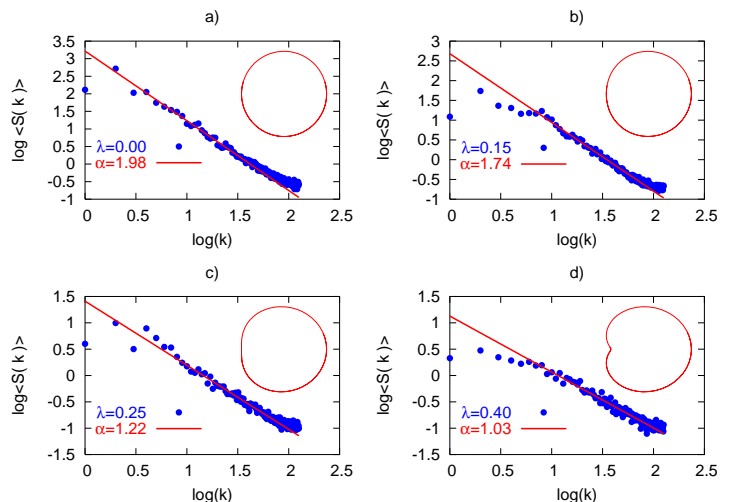 a)
3.5
3
2.5
2
1.5
1
0.5
0
-0.5
-1
0
0.5
1
1.5
2
2.5
log <S( k )>
log(k)
λ=0.00
α=1.98
b)
3
2.5
2
1.5
1
0.5
0
-0.5
-1
0
0.5
1
1.5
2
2.5
log <S( k )>
log(k)
λ=0.15
α=1.74
c)
1.5
1
0.5
0
-0.5
-1
-1.5
0
0.5
1
1.5
2
2.5
log<S( k )>
log(k)
λ=0.25
α=1.22
d)
1.5
1
0.5
0
-0.5
-1
-1.5
0
0.5
1
1.5
2
2.5
log<S( k )>
log(k)
λ=0.40
α=1.03